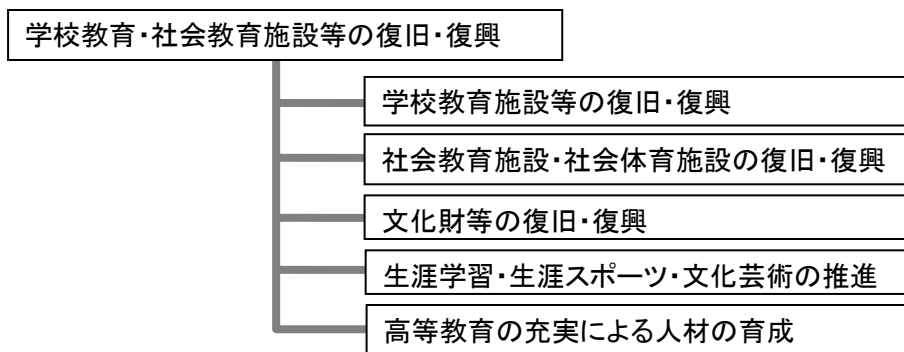 学校教育・社会教育施設等の復旧・復興
学校教育施設等の復旧・復興
社会教育施設・社会体育施設の復旧・復興
文化財等の復旧・復興
生涯学習・生涯スポーツ・文化芸術の推進
高等教育の充実による人材の育成